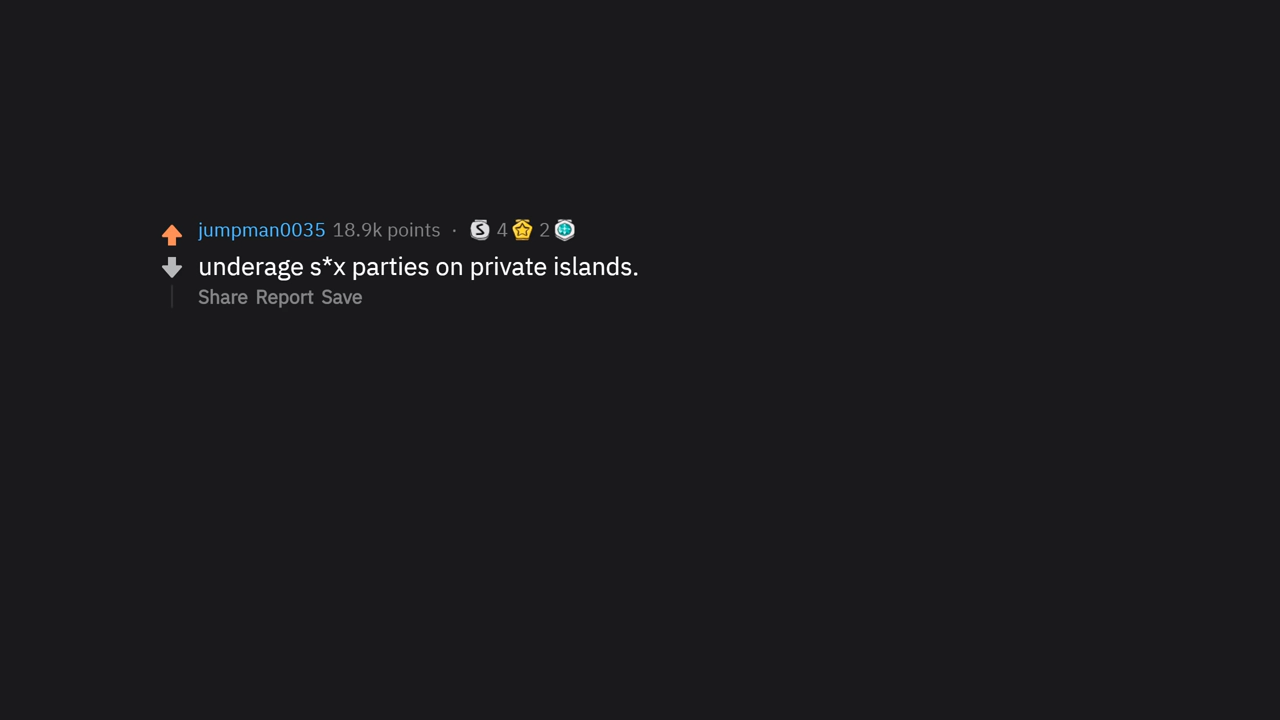 jumpman0035 18.9k points · S 4 2
underage s*x parties on private islands.
Share Report Save